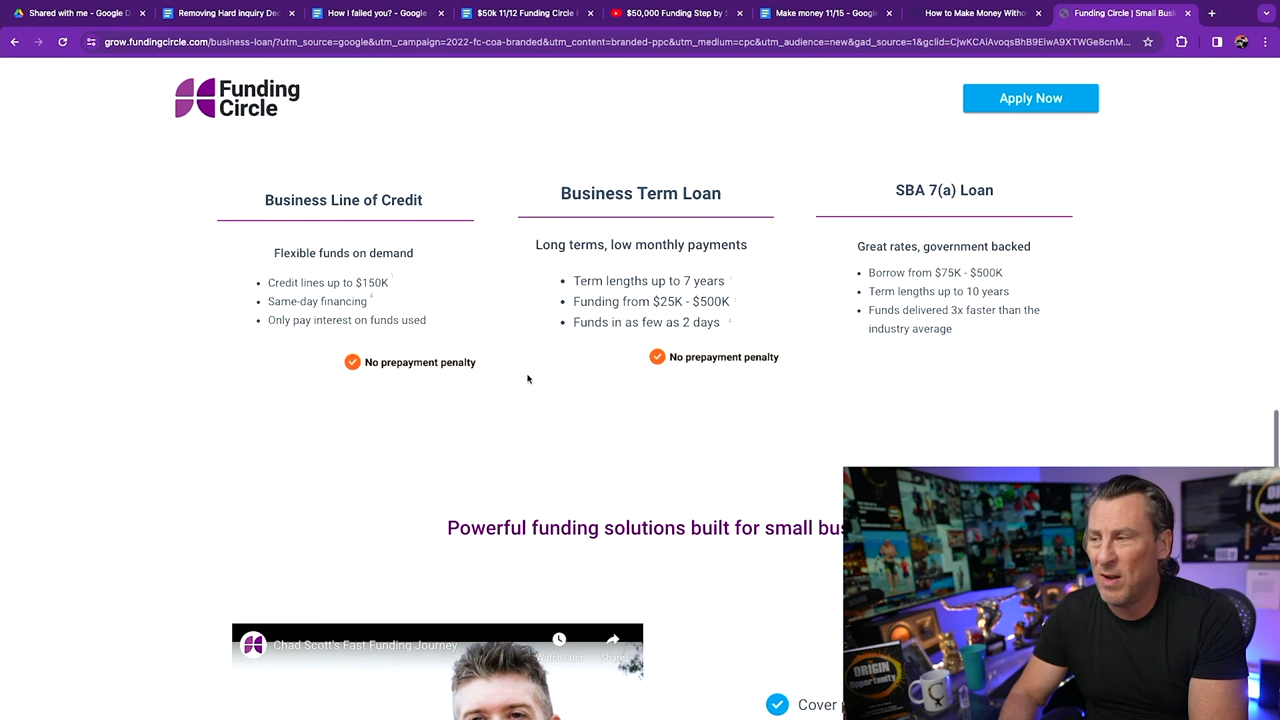 Shared with me - Google D
Removing Hard inquiry Dec
How I failed you? - Google
$50k 11/12 Funding Circle
$50,000 Funding Step by
Make money 11/15 - Google
How to Make Money Witho
Funding Circle | Small Busi
grow.fundingcircle.com/business-loan/?utm_source=google&utm_campaign=2022-fc-coa-branded&utm_content=branded-ppc&utm_medium=cpc&utm_audience=new&gad_source=1&gclid=CjwKCAiAvoqsBhB9EiwA9XTWGe8cnM...
Funding
Circle
Apply Now
Business Line of Credit
Flexible funds on demand
• Credit lines up to $150K
• Same-day financing
• Only pay interest on funds used
No prepayment penalty
Business Term Loan
Long terms, low monthly payments
• Term lengths up to 7 years
• Funding from $25K - $500K
• Funds in as few as 2 days
No prepayment penalty
SBA 7(a) Loan
Great rates, government backed
• Borrow from $75K - $500K
• Term lengths up to 10 years
• Funds delivered 3x faster than the
industry average
Powerful funding solutions built for small bus
Chad Scott's Fast Funding Journey
Watch later
Share
Cover
ORIGIN
Opportunity